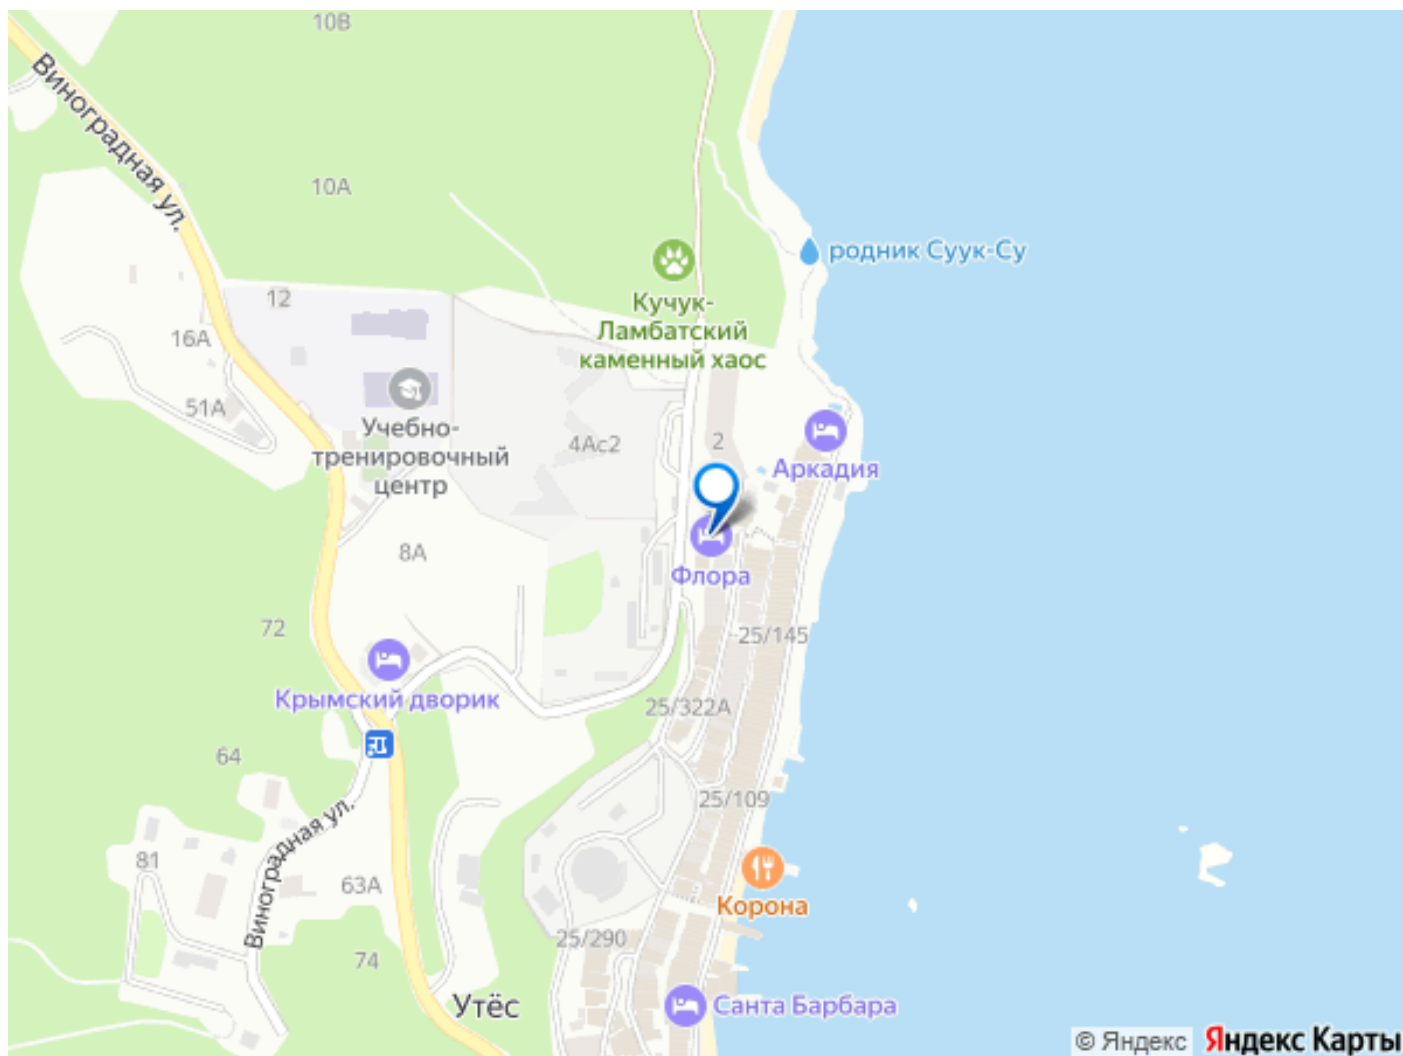 10В
Виноградная ул.
10А
родник Суук-Су
Кучук-
Ламбатский
каменный хаос
12
16А
51А
Учебно-
тренировочный
центр
4Ас2
2
Аркадия
8А
Флора
72
25/145
Крымский дворик
25/322А
64
25/109
Виноградная ул.
81
63А
Корона
25/290
74
Утёс
Санта Барбара
© Яндекс Яндекс Карты